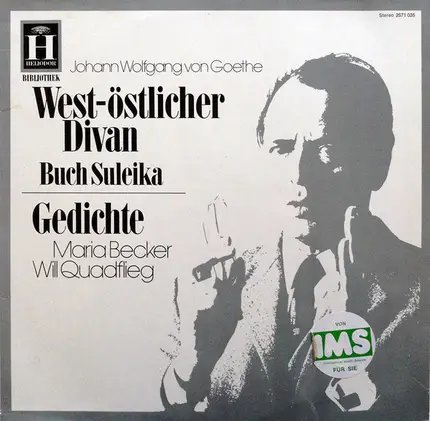 Stereo 2571 035
H
HELIODOR
BIBLIOTHEK
Johann Wolfgang von Goethe
West-östlicher
Divan
Buch Suleika
Gedichte
Maria Becker
Will Quadflieg
VON
IMS
FÜR SIE